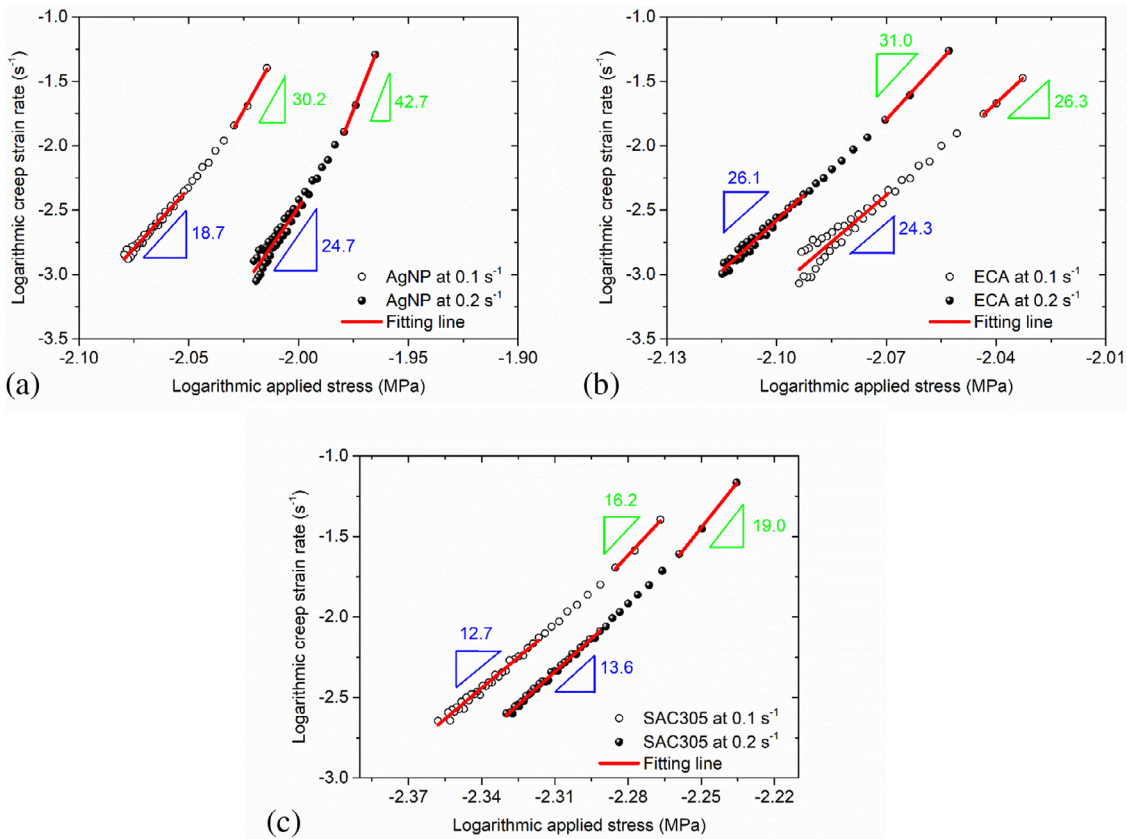 -1.0
-1.5
-2.0
-2.5
-3.0
-3.5
Logarithmic creep strain rate (s⁻¹)
30.2
42.7
18.7
24.7
AgNP at 0.1 s⁻¹
AgNP at 0.2 s⁻¹
Fitting line
-2.10 -2.05 -2.00 -1.95 -1.90
Logarithmic applied stress (MPa)
(a)
-1.0
-1.5
-2.0
-2.5
-3.0
-3.5
Logarithmic creep strain rate (s⁻¹)
31.0
26.3
26.1
24.3
ECA at 0.1 s⁻¹
ECA at 0.2 s⁻¹
Fitting line
-2.13 -2.10 -2.07 -2.04 -2.01
Logarithmic applied stress (MPa)
(b)
-1.0
-1.5
-2.0
-2.5
-3.0
Logarithmic creep strain rate (s⁻¹)
16.2
19.0
12.7
13.6
SAC305 at 0.1 s⁻¹
SAC305 at 0.2 s⁻¹
Fitting line
-2.37 -2.34 -2.31 -2.28 -2.25 -2.22
Logarithmic applied stress (MPa)
(c)